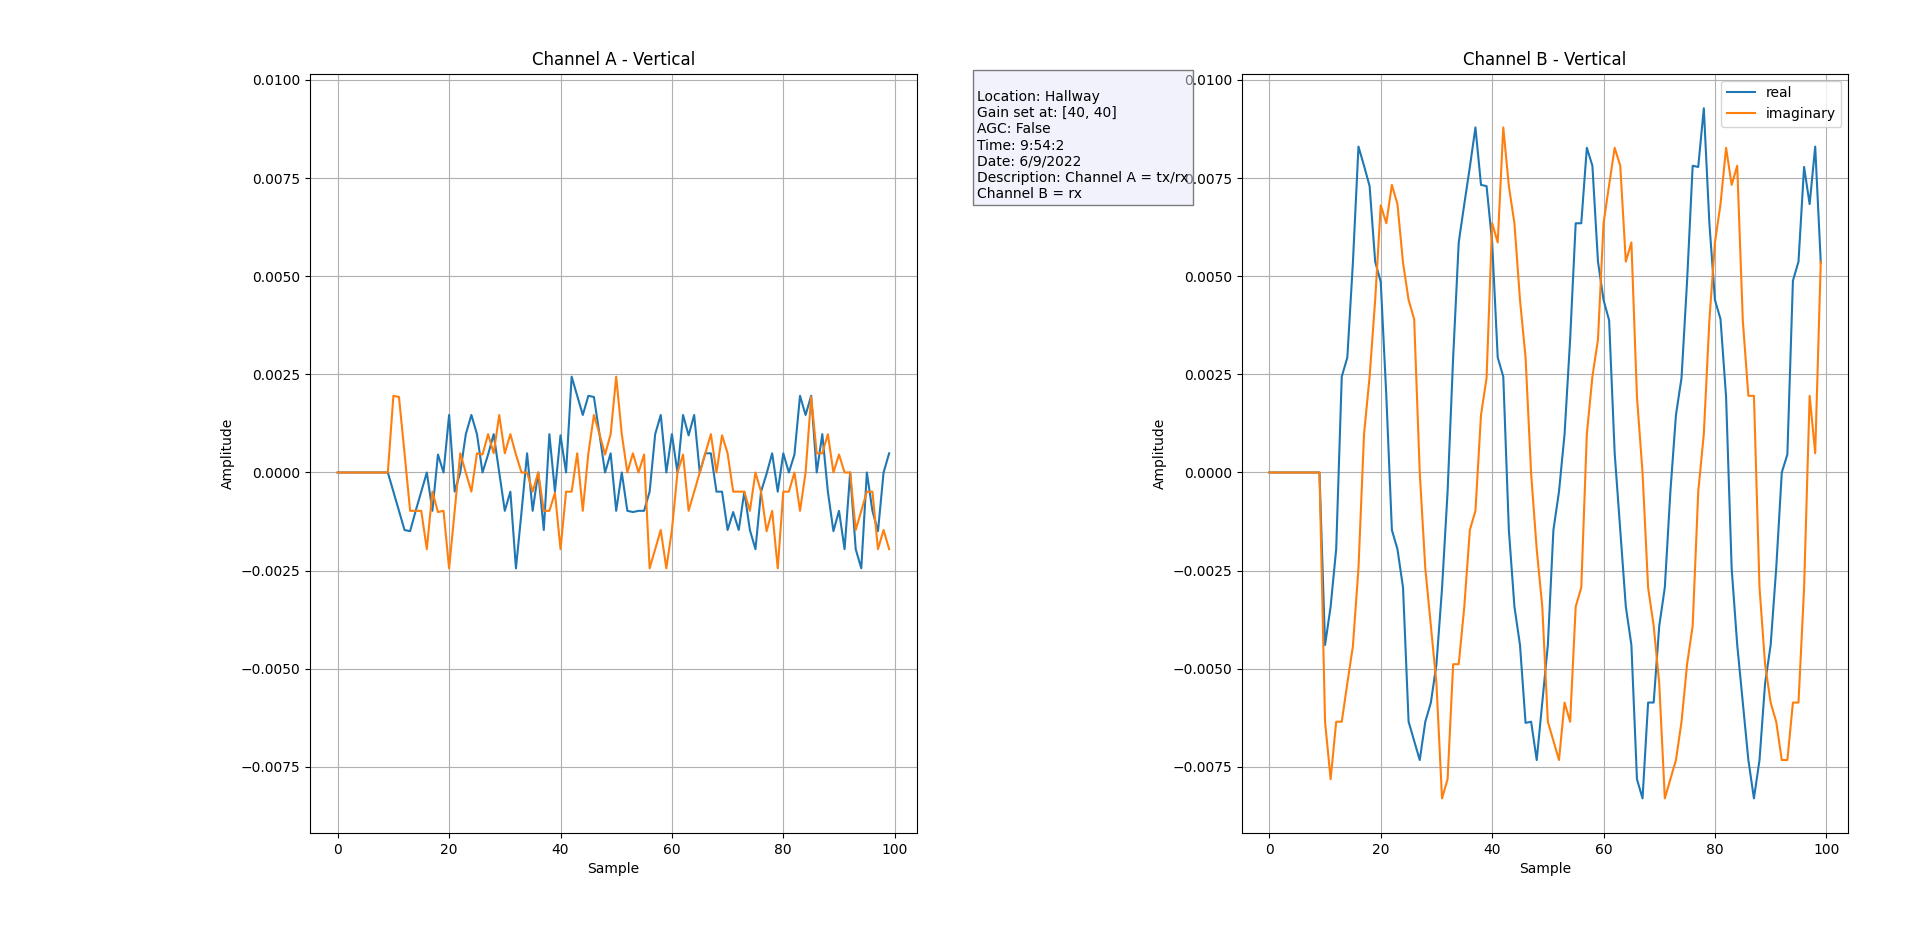 Channel A - Vertical
0.0100
0.0075
0.0050
0.0025
0.0000
−0.0025
−0.0050
−0.0075
Amplitude
0 20 40 60 80 100
Sample
Location: Hallway
Gain set at: [40, 40]
AGC: False
Time: 9:54:2
Date: 6/9/2022
Description: Channel A = tx/rx
Channel B = rx
Channel B - Vertical
real
imaginary
0.0100
0.0075
0.0050
0.0025
0.0000
−0.0025
−0.0050
−0.0075
Amplitude
0 20 40 60 80 100
Sample